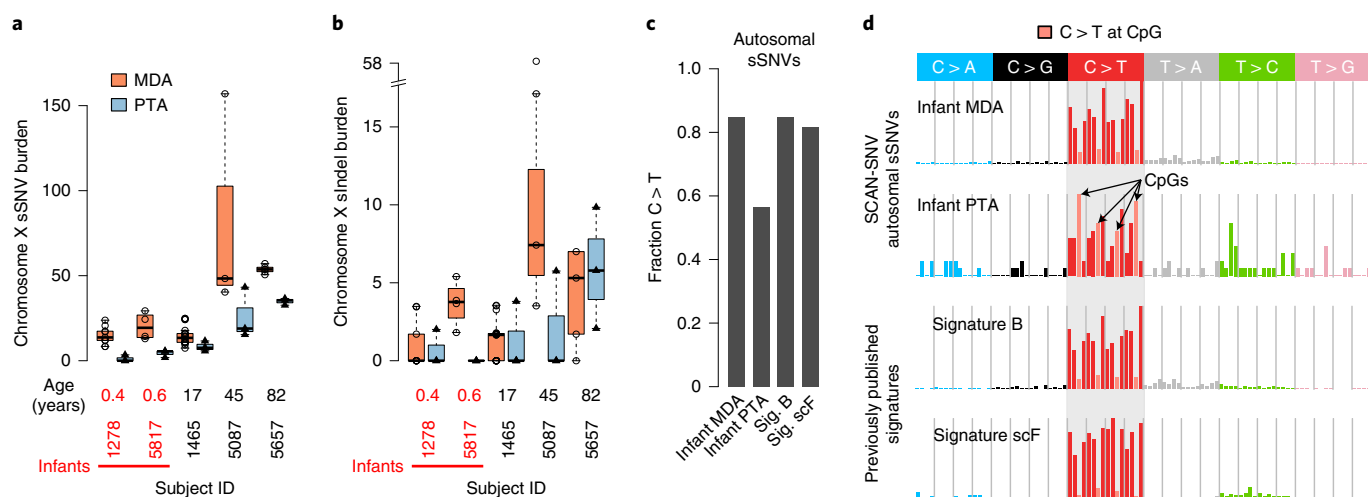 a
MDA
PTA
Chromosome X sSNV burden
150
100
50
0
Age
(years)
0.4
0.6
17
45
82
1278
5817
1465
5087
5657
Infants
Subject ID
b
Chromosome X sIndel burden
58
15
10
5
0
0.4
0.6
17
45
82
1278
5817
1465
5087
5657
Infants
Subject ID
c
Autosomal
sSNVs
Fraction C > T
1.0
0.8
0.6
0.4
0.2
0
Infant MDA
Infant PTA
Sig. B
Sig. scF
d
C > T at CpG
C > A
C > G
C > T
T > A
T > C
T > G
SCAN-SNV
autosomal sSNVs
Infant MDA
Infant PTA
CpGs
Previously published
signatures
Signature B
Signature scF